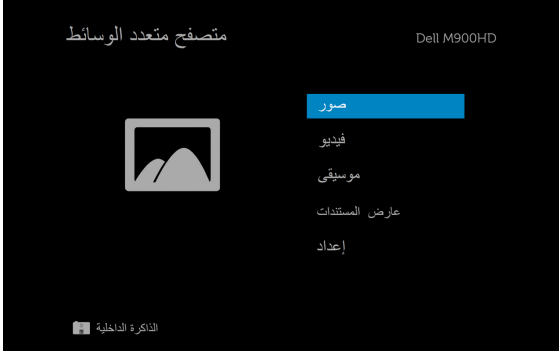 متصفح متعدد الوسائط
Dell M900HD
صور
فيديو
موسيقى
عارض المستندات
إعداد
الذاكرة الداخلية